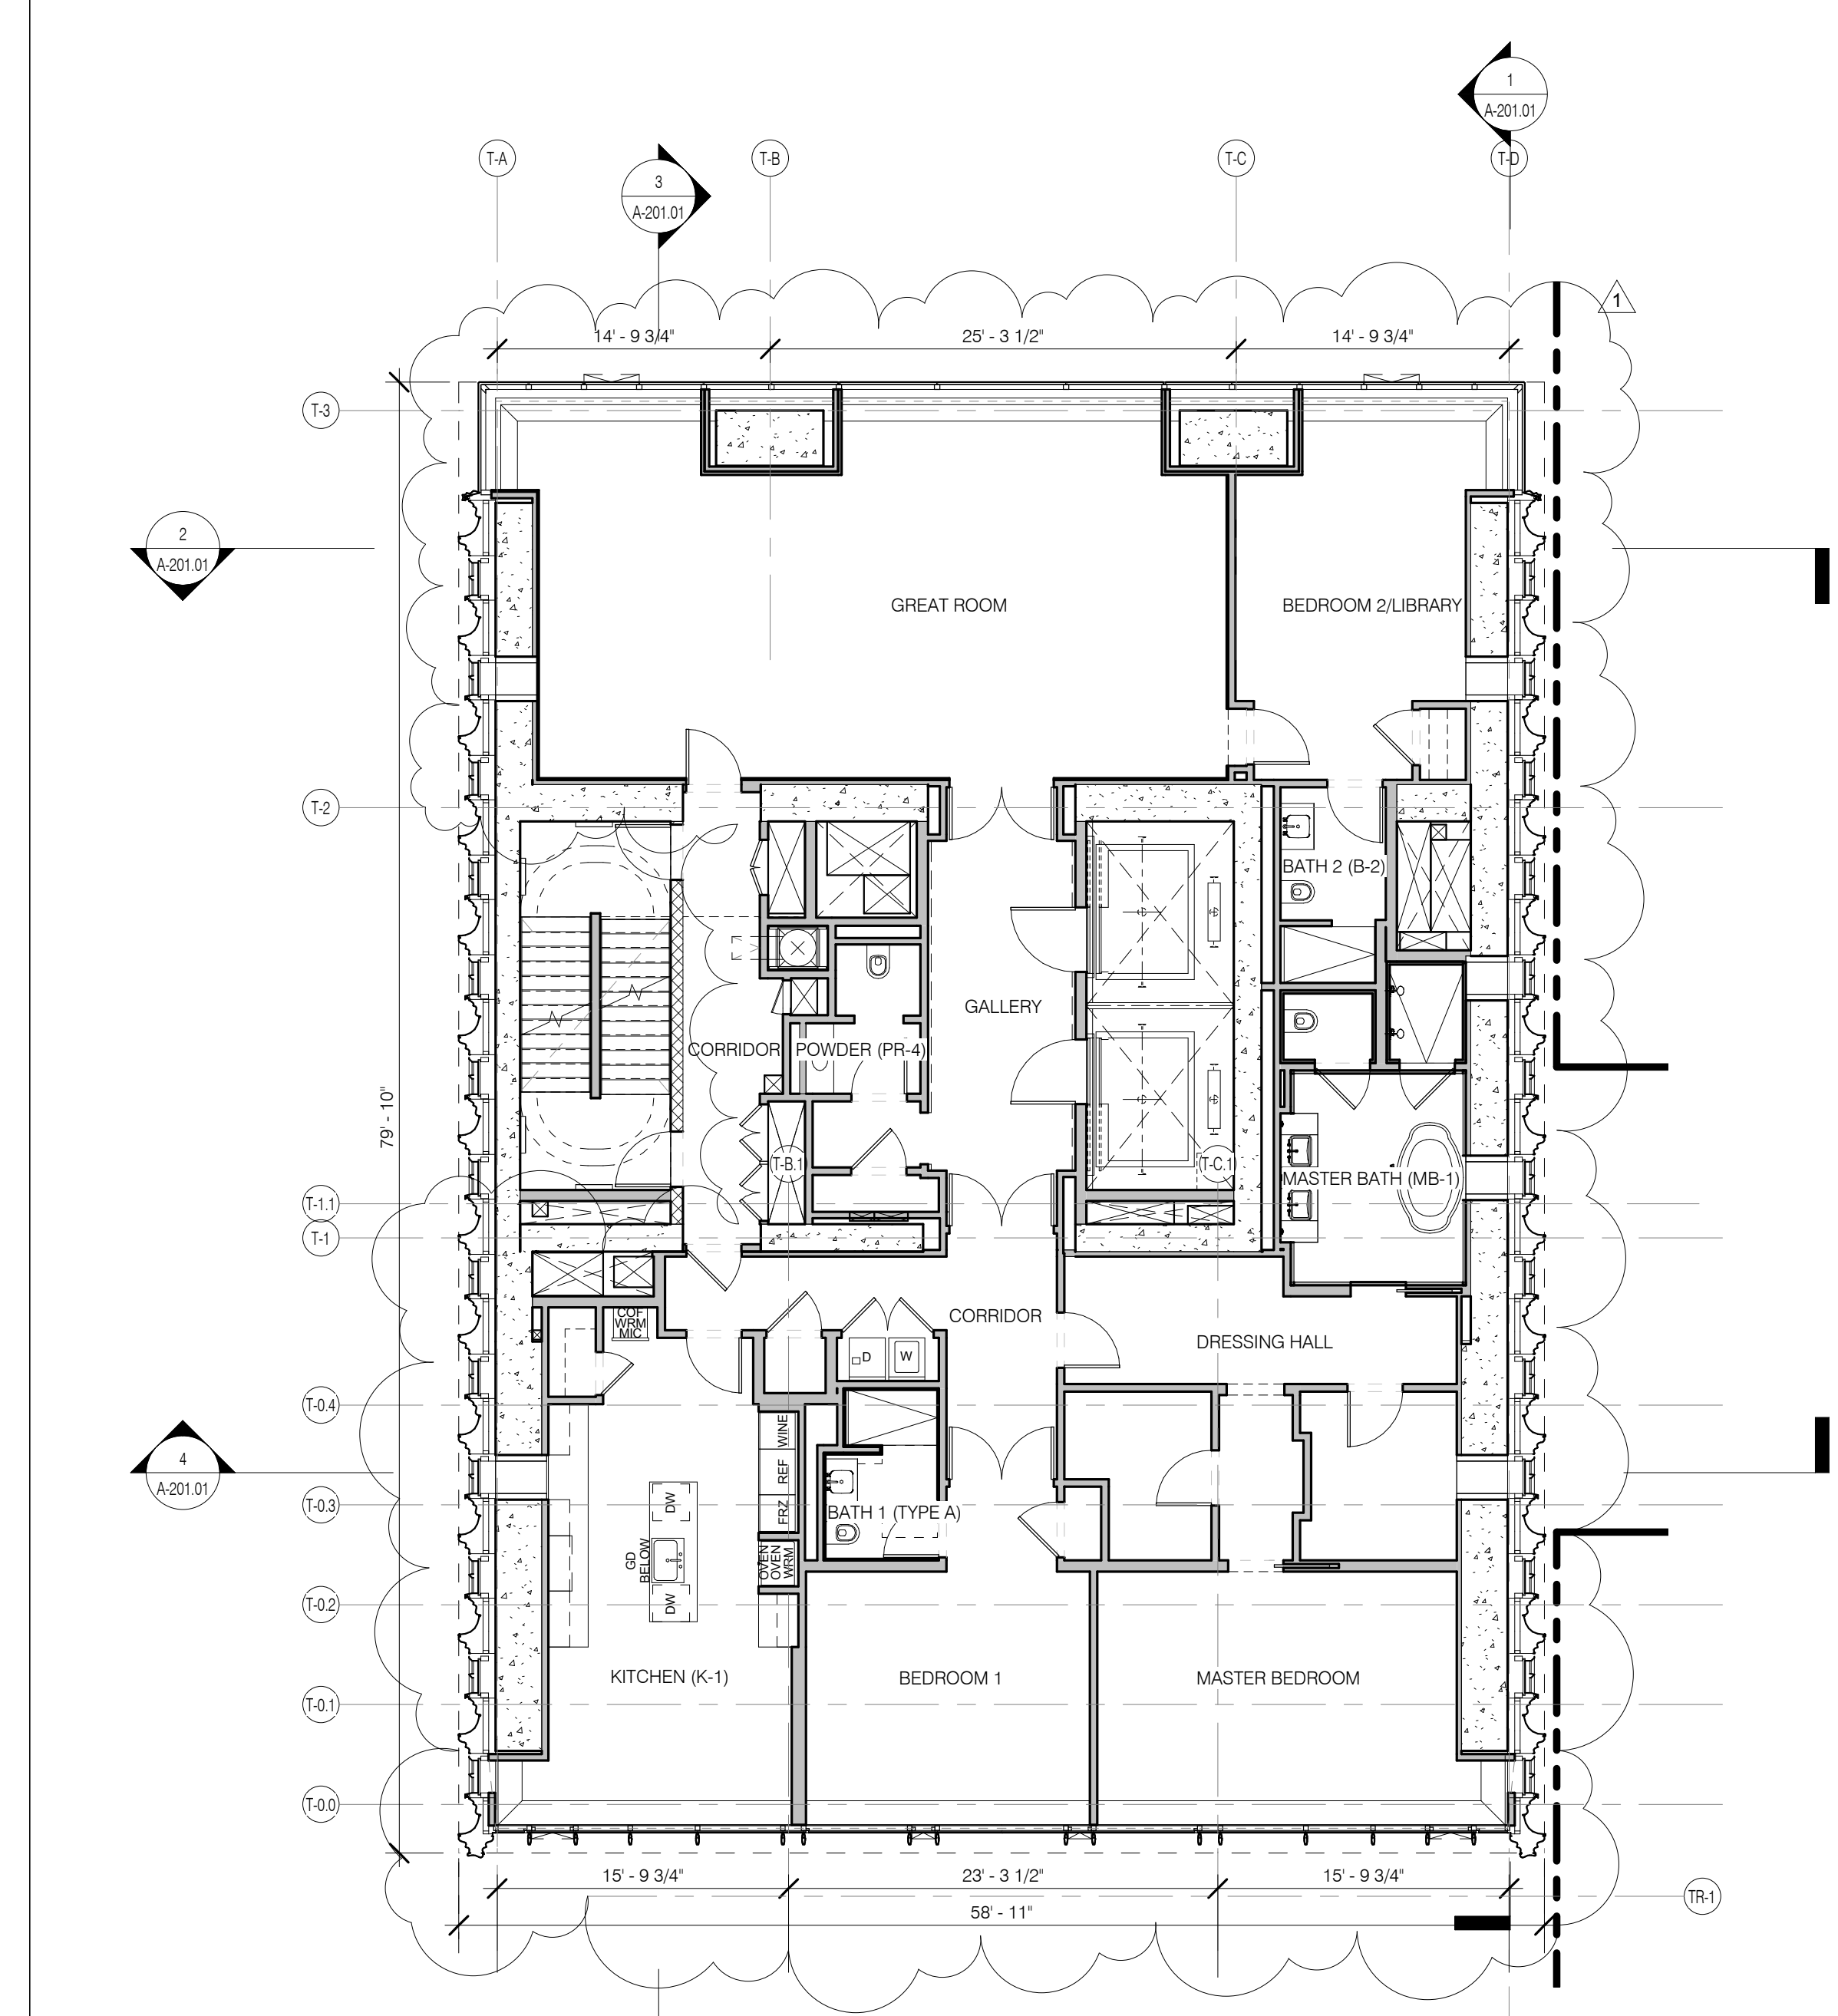 1
A-201.01
T-A
T-B
T-C
T-D
3
A-201.01
1
14' - 9 3/4"
25' - 3 1/2"
14' - 9 3/4"
T-3
2
A-201.01
GREAT ROOM
BEDROOM 2/LIBRARY
T-2
BATH 2 (B-2)
GALLERY
CORRIDOR
POWDER (PR-4)
79' - 10"
T-B.1
T-C.1
MASTER BATH (MB-1)
T-1.1
T-1
COF
WRM
MIC
CORRIDOR
DRESSING HALL
D
W
T-0.4
WINE
REF
FRZ
4
A-201.01
DW
T-0.3
BATH 1 (TYPE A)
GD
BELOW
OVEN
OVEN
WRM
DW
T-0.2
KITCHEN (K-1)
BEDROOM 1
MASTER BEDROOM
T-0.1
T-0.0
15' - 9 3/4"
23' - 3 1/2"
15' - 9 3/4"
TR-1
58' - 11"